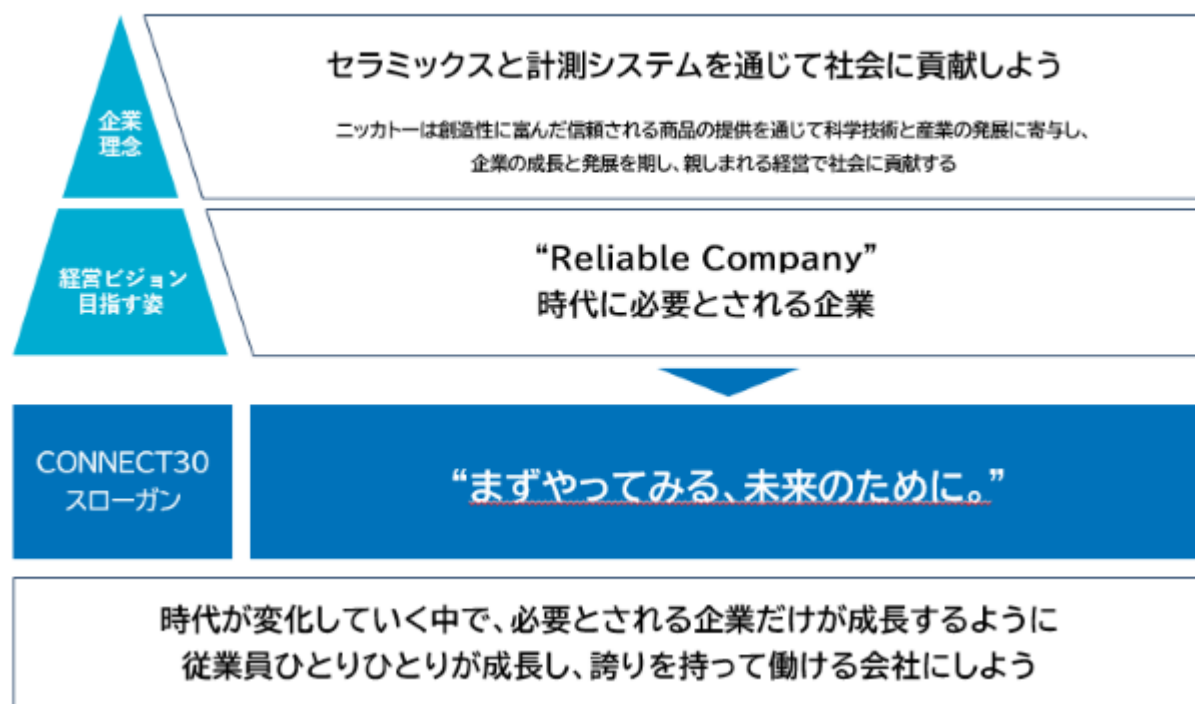 企業
理念
セラミックスと計測システムを通じて社会に貢献しよう
ニッカトーは創造性に富んだ信頼される商品の提供を通じて科学技術と産業の発展に寄与し、
企業の成長と発展を期し、親しまれる経営で社会に貢献する
経営ビジョン
目指す姿
“Reliable Company”
時代に必要とされる企業
CONNECT30
スローガン
“まずやってみる、未来のために。”
時代が変化していく中で、必要とされる企業だけが成長するように
従業員ひとりひとりが成長し、誇りを持って働ける会社にしよう